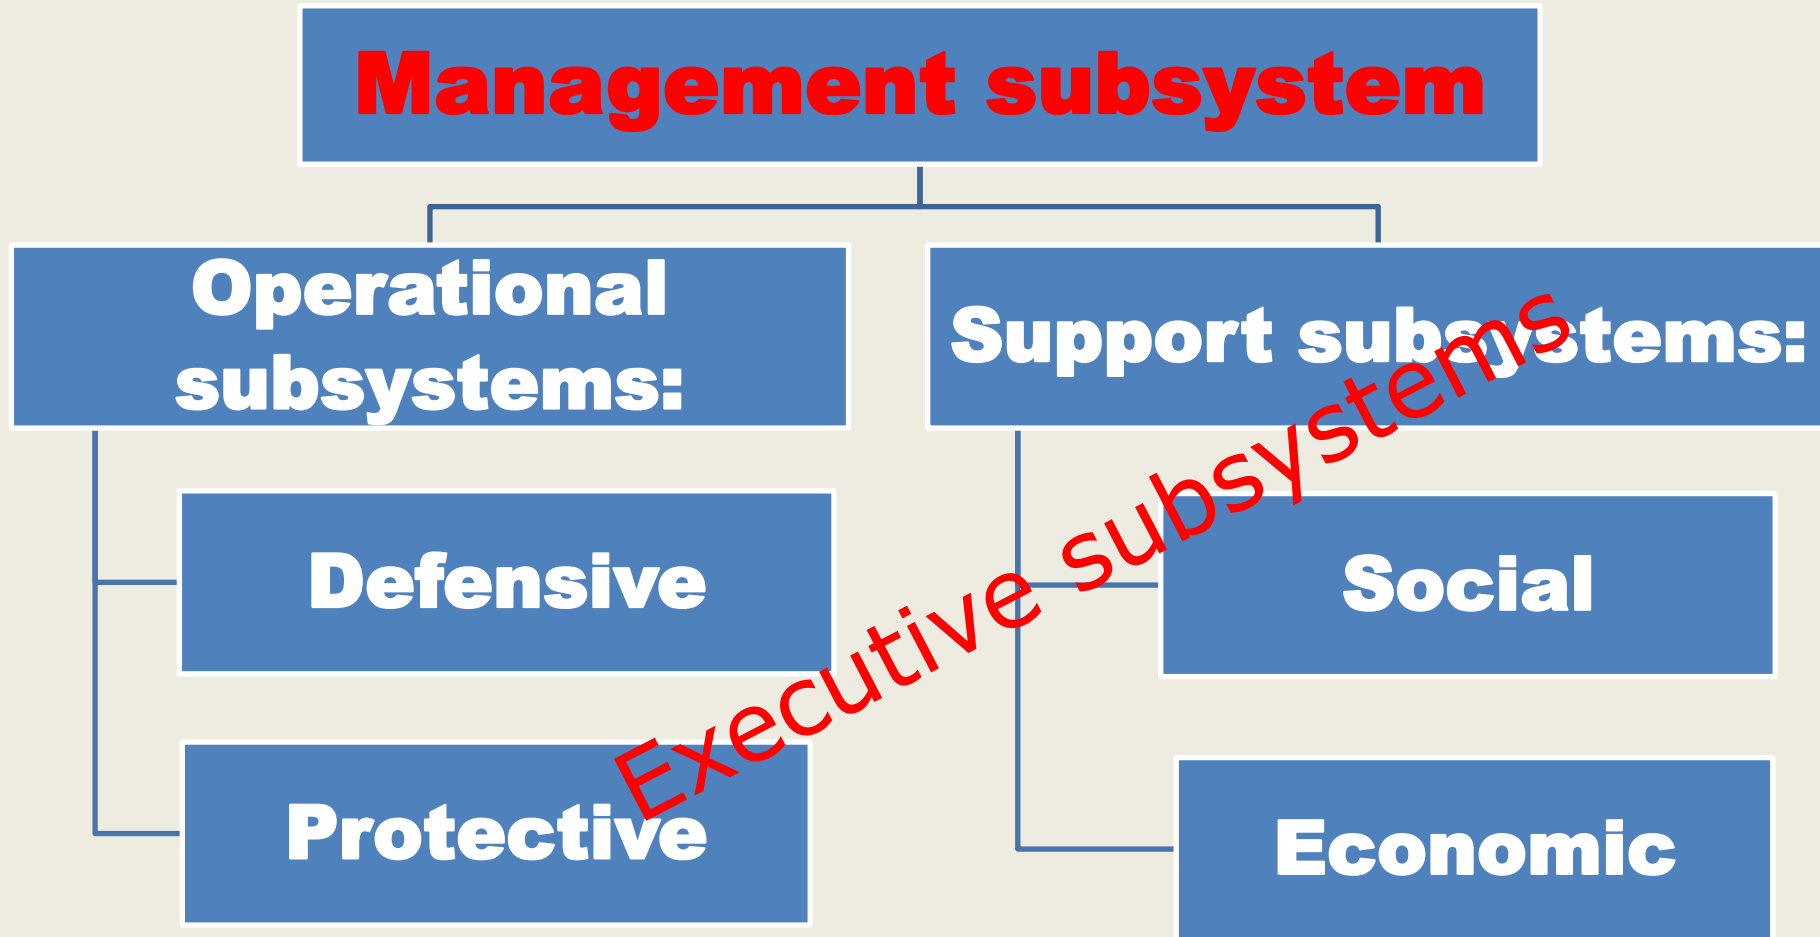 Management subsystem
Operational
subsystems:
Support subsystems:
Defensive
Social
Protective
Economic
Executive subsystems